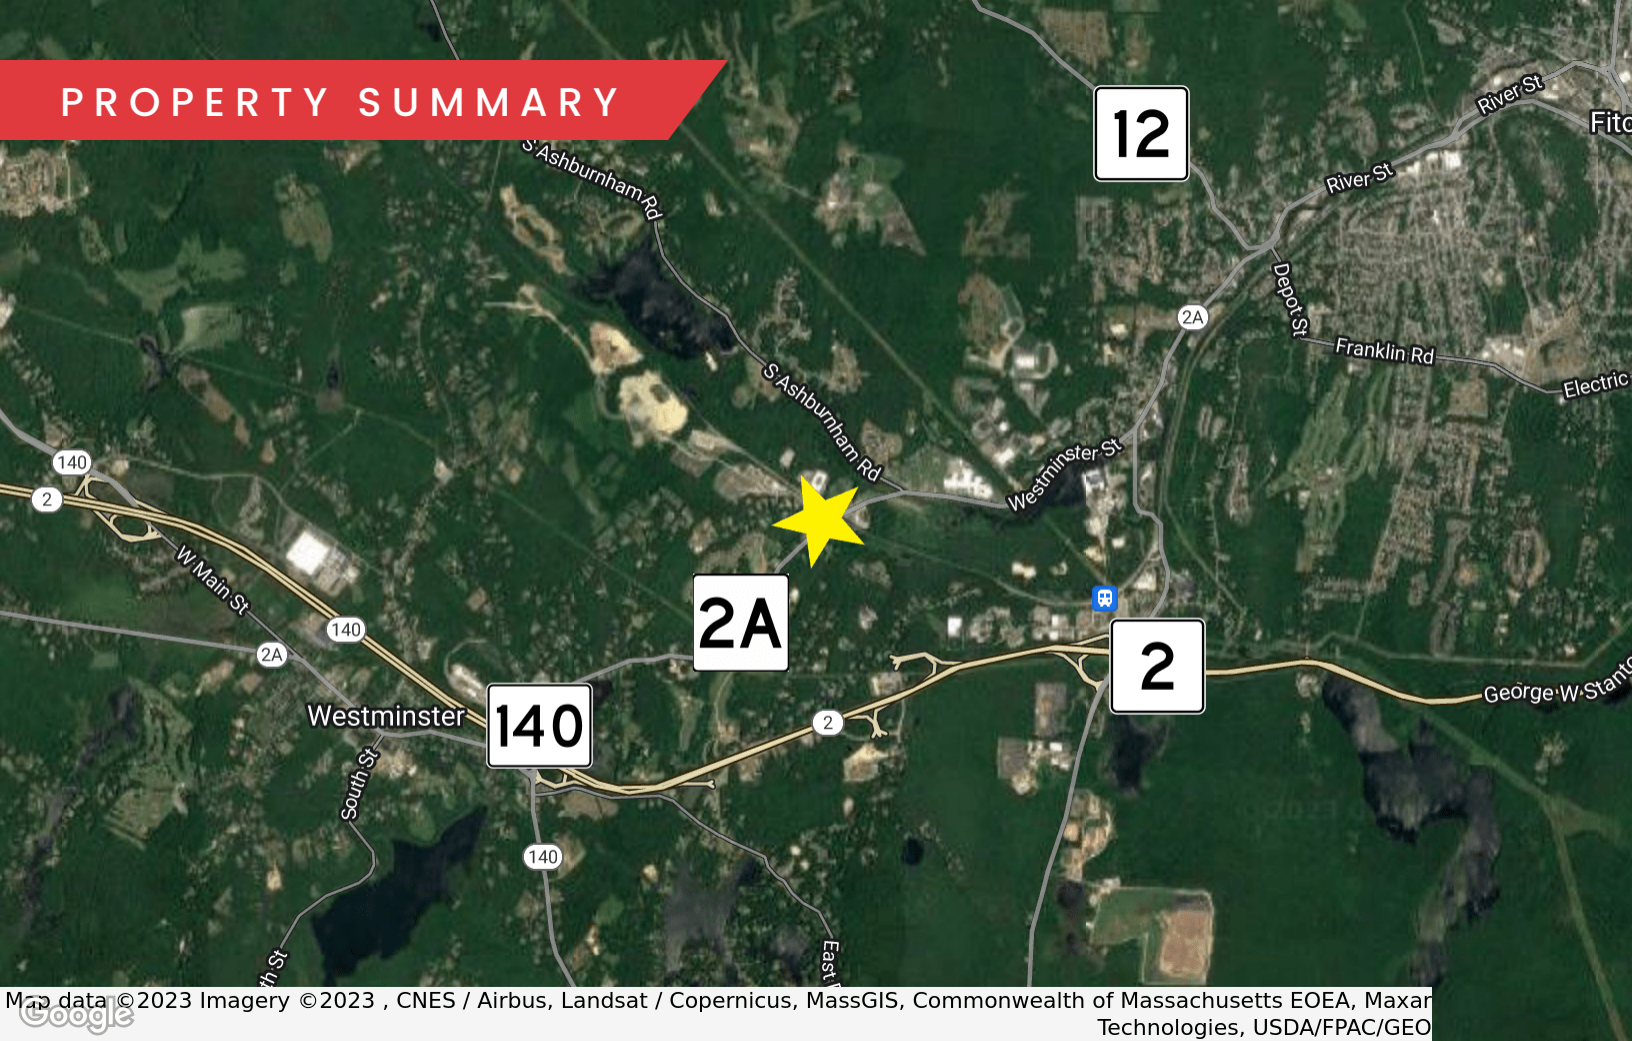 PROPERTY SUMMARY
River St
Fitc
12
S Ashburnham Rd
River St
Depot St
2A
Franklin Rd
Electric
S Ashburnham Rd
Westminster St
140
2
W Main St
2A
140
2A
2
George W Stanto
Westminster
140
2
South St
140
th St
East
Map data ©2023 Imagery ©2023 , CNES / Airbus, Landsat / Copernicus, MassGIS, Commonwealth of Massachusetts EOEA, Maxar
Technologies, USDA/FPAC/GEO
Google